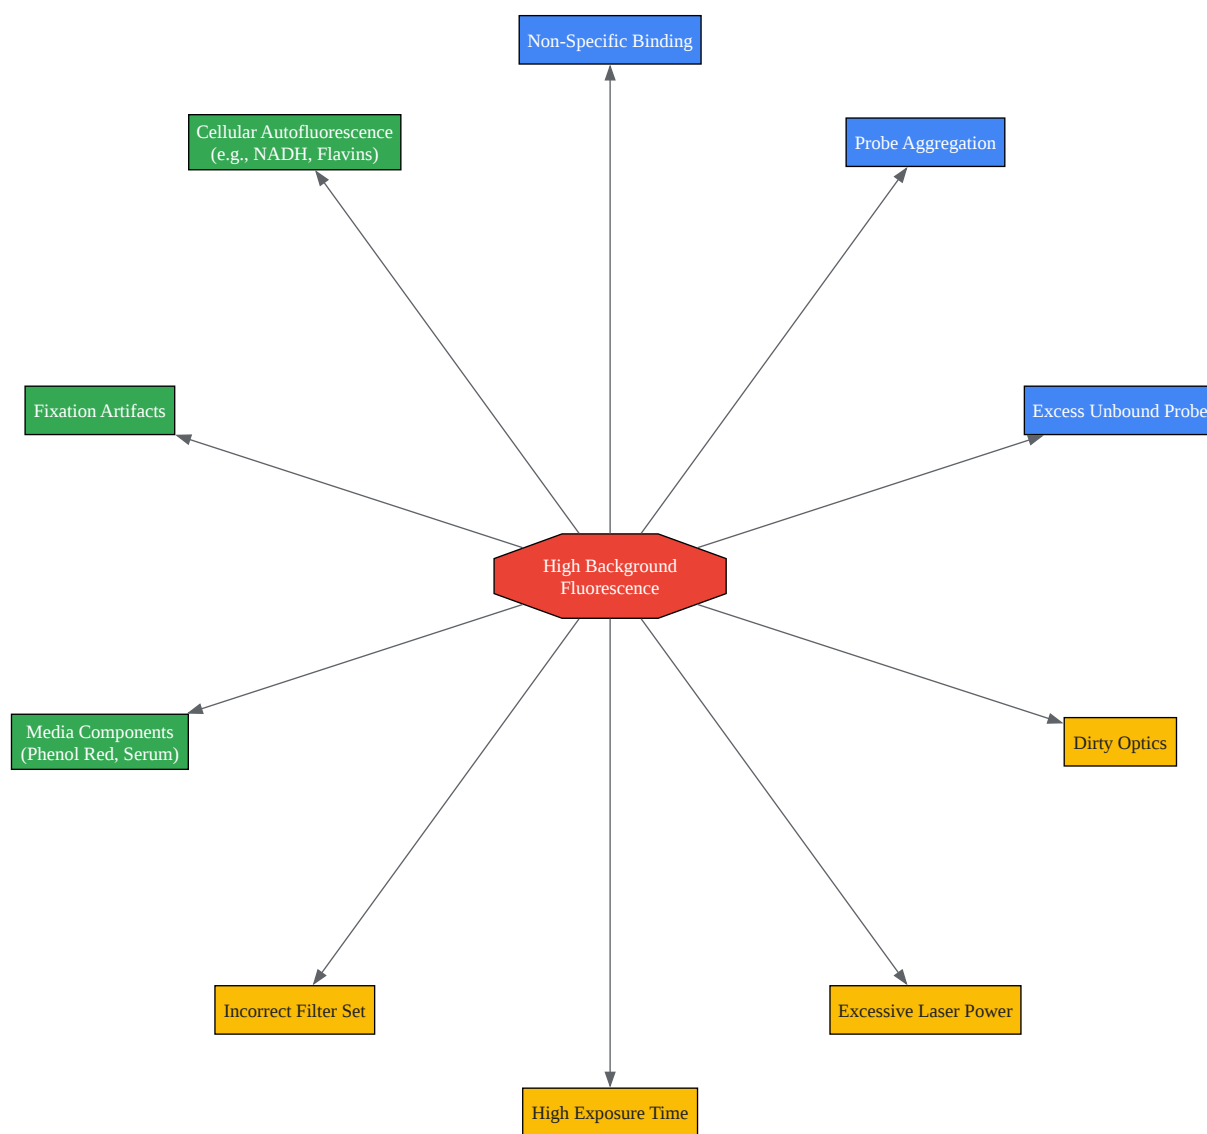 Non-Specific Binding
Cellular Autofluorescence
(e.g., NADH, Flavins)
Probe Aggregation
Fixation Artifacts
Excess Unbound Probe
High Background
Fluorescence
Media Components
(Phenol Red, Serum)
Dirty Optics
Incorrect Filter Set
Excessive Laser Power
High Exposure Time